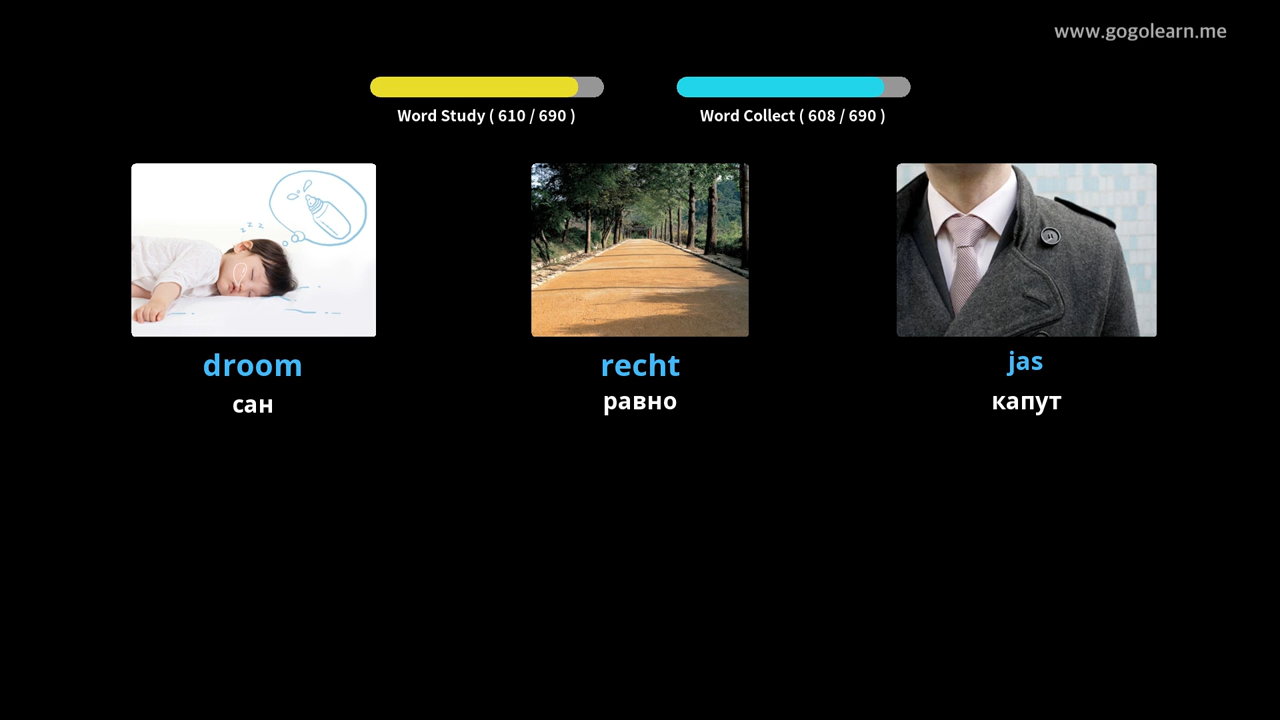 www.gogolearn.me
Word Study ( 610 / 690 )
Word Collect ( 608 / 690 )
z z z
droom
recht
jas
сан
равно
капут